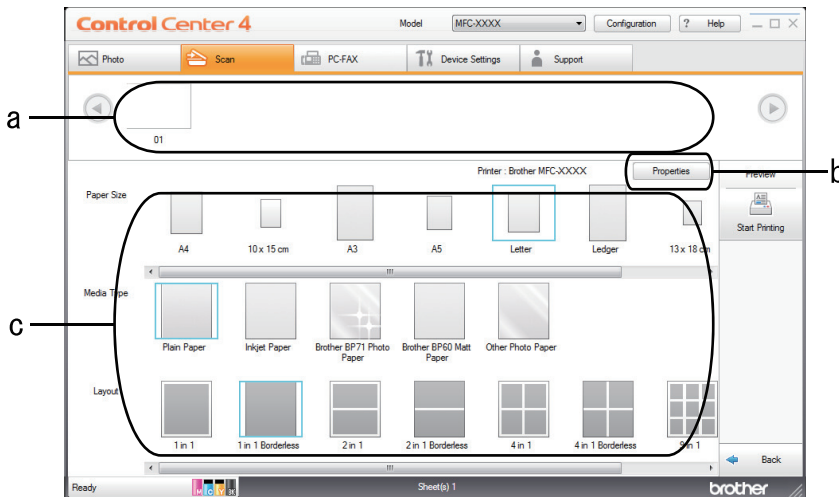 Control Center 4 Model MFC-XXXX Configuration ? Help
Photo Scan PC-FAX Device Settings Support
a
01
Printer : Brother MFC-XXXX Properties Preview
b
Paper Size
Start Printing
A4 10 x 15 cm A3 A5 Letter Ledger 13 x 18 cm
Media Type
c
Plain Paper Inkjet Paper Brother BP71 Photo Paper Brother BP60 Matt Paper Other Photo Paper
Layout
1 in 1 1 in 1 Borderless 2 in 1 2 in 1 Borderless 4 in 1 4 in 1 Borderless 9 in 1
Back
Ready M C Y BK Sheet(s) 1 brother